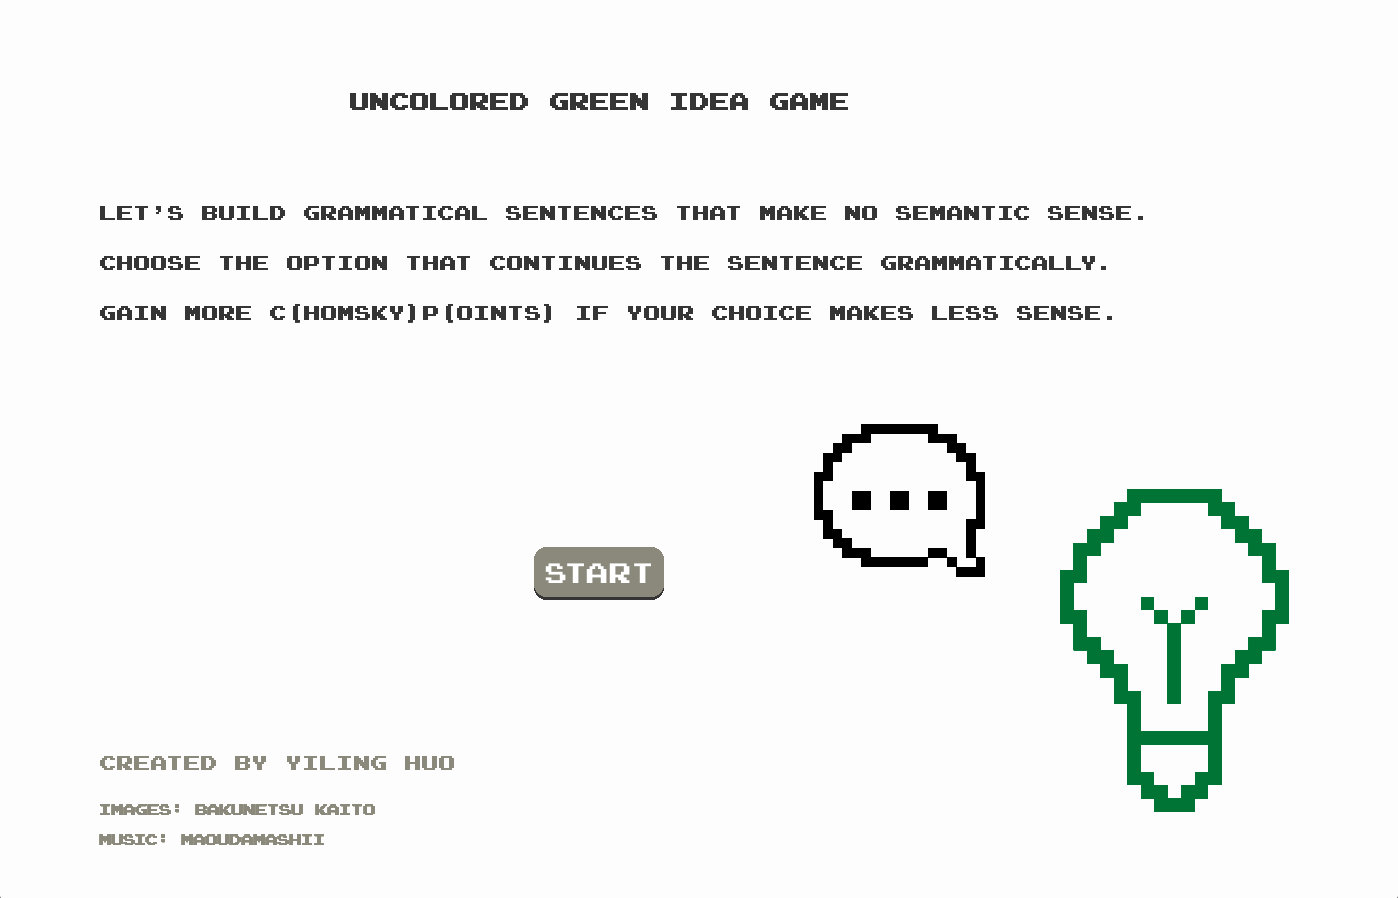 UNCOLORED GREEN IDEA GAME
LET'S BUILD GRAMMATICAL SENTENCES THAT MAKE NO SEMANTIC SENSE.
CHOOSE THE OPTION THAT CONTINUES THE SENTENCE GRAMMATICALLY.
GAIN MORE C(HOMSKY)P(OINTS) IF YOUR CHOICE MAKES LESS SENSE.
START
CREATED BY YILING HUO
IMAGES: BAKUNETSU KAITO
MUSIC: MAOUDAMASHII